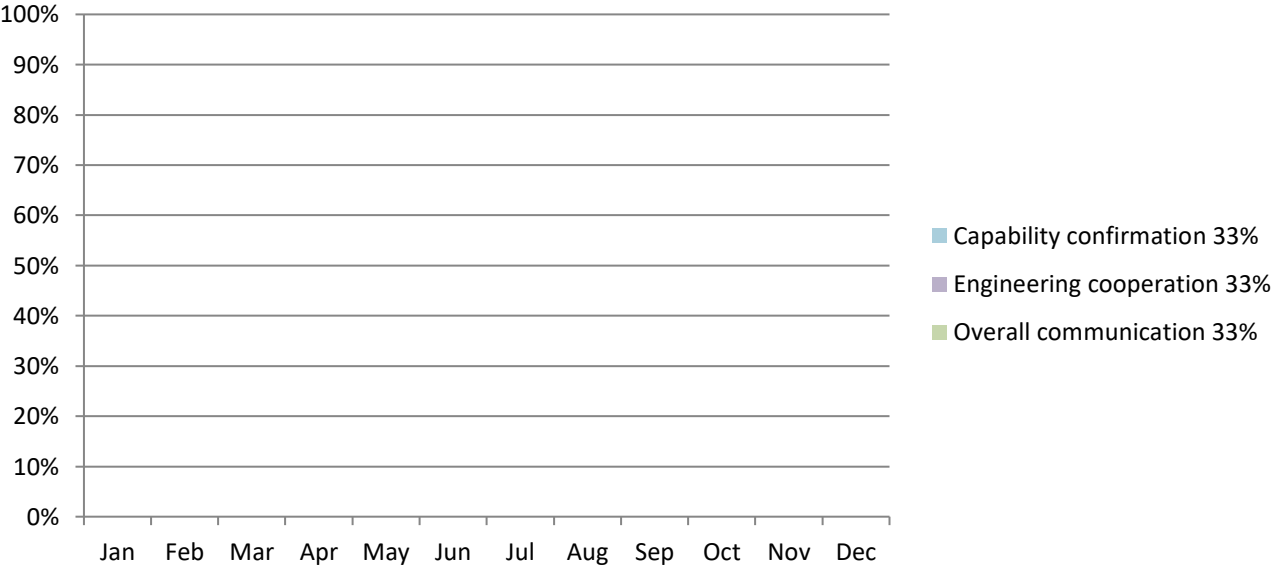 100%
90%
80%
70%
60%
50%
40%
30%
20%
10%
0%
Jan Feb Mar Apr May Jun Jul Aug Sep Oct Nov Dec
Capability confirmation 33%
Engineering cooperation 33%
Overall communication 33%